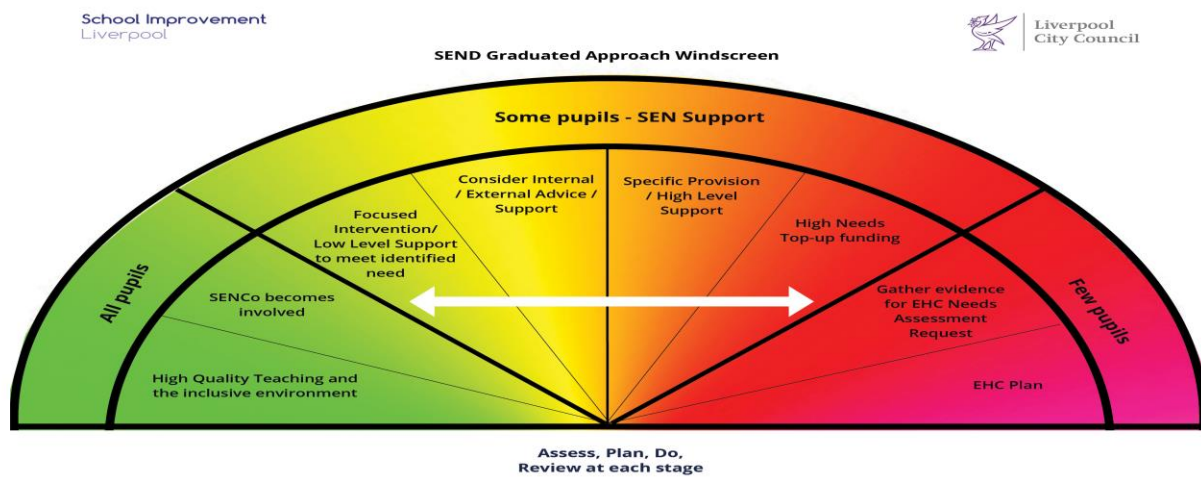 School Improvement
Liverpool
Liverpool
City Council
SEND Graduated Approach Windscreen
Some pupils - SEN Support
Consider Internal
/ External Advice /
Support
Specific Provision
/ High Level
Support
Focused
Intervention/
Low Level Support
to meet identified
need
High Needs
Top-up funding
All pupils
SENCo becomes
involved
Gather evidence
for EHC Needs
Assessment
Request
Few pupils
High Quality Teaching and
the inclusive environment
EHC Plan
Assess, Plan, Do,
Review at each stage